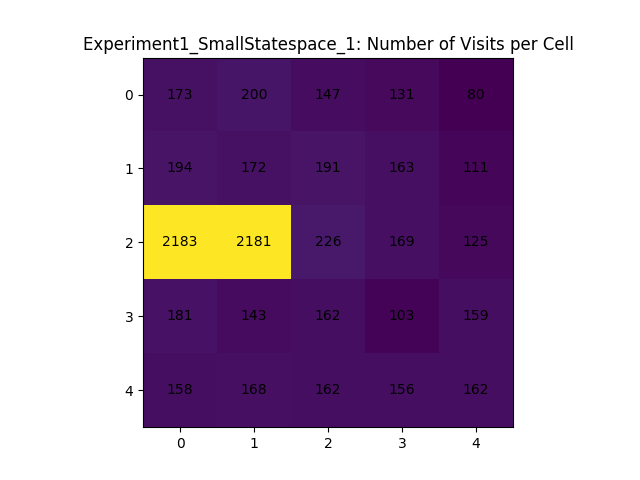 Experiment1_SmallStatespace_1: Number of Visits per Cell
0 173 200 147 131 80
1 194 172 191 163 111
2 2183 2181 226 169 125
3 181 143 162 103 159
4 158 168 162 156 162
0 1 2 3 4